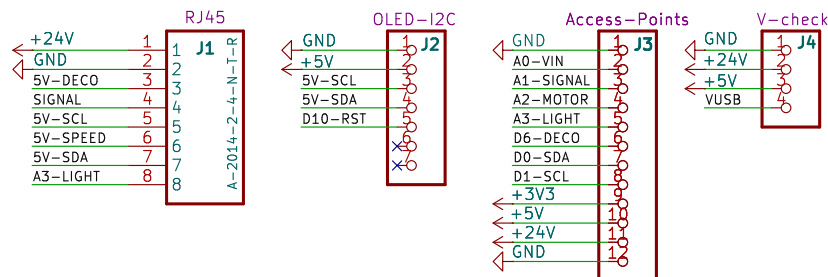 RJ45
J1
+24V 1 1
GND 2 2
5V-DECO 3 3
SIGNAL 4 4
5V-SCL 5 5
5V-SPEED 6 6
5V-SDA 7 7
A3-LIGHT 8 8
A-2014-2-4-N-T-R
OLED-I2C
J2
GND 1
+5V 2
5V-SCL 3
5V-SDA 4
D10-RST 5
6
7
Access-Points
J3
GND 1
A0-VIN 2
A1-SIGNAL 3
A2-MOTOR 4
A3-LIGHT 5
D6-DECO 6
D0-SDA 7
D1-SCL 8
+3V3 9
+5V 10
+24V 11
GND 12
V-check
J4
GND 1
+24V 2
+5V 3
VUSB 4